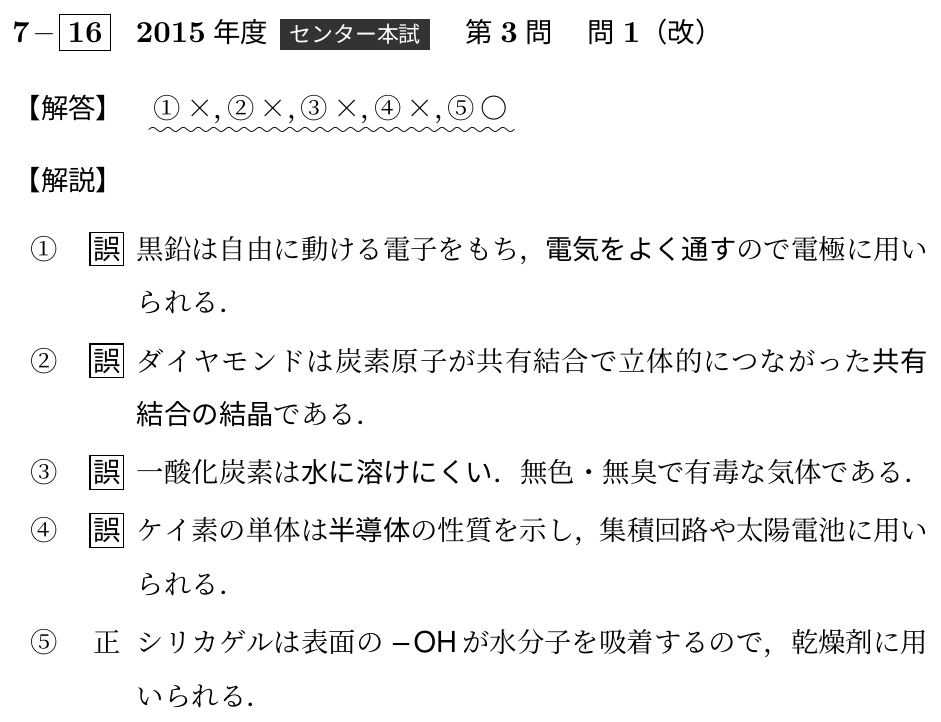 7－16 2015 年度 センター本試 第 3 問 問 1（改）
【解答】 ① ×, ② ×, ③ ×, ④ ×, ⑤ ○
【解説】
① 誤 黒鉛は自由に動ける電子をもち，電気をよく通すので電極に用い
られる．
② 誤 ダイヤモンドは炭素原子が共有結合で立体的につながった共有
結合の結晶である．
③ 誤 一酸化炭素は水に溶けにくい．無色・無臭で有毒な気体である．
④ 誤 ケイ素の単体は半導体の性質を示し，集積回路や太陽電池に用い
られる．
⑤ 正 シリカゲルは表面の －OH が水分子を吸着するので，乾燥剤に用
いられる．